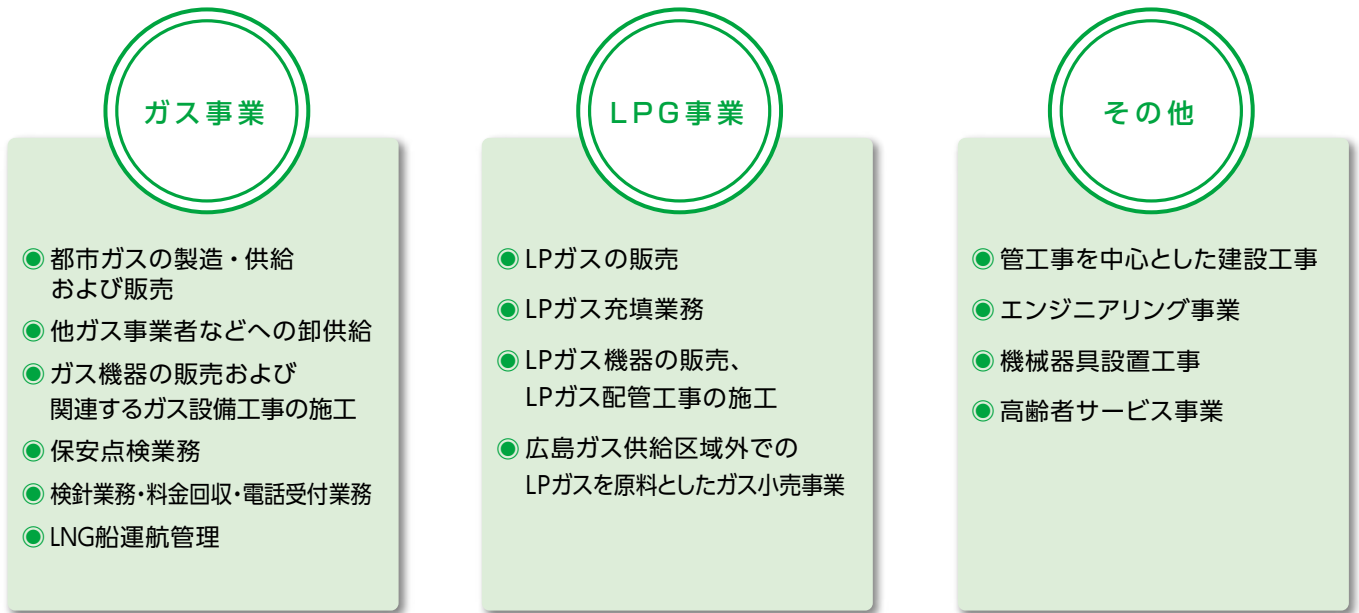 ガス事業
◉ 都市ガスの製造・供給
および販売
◉ 他ガス事業者などへの卸供給
◉ ガス機器の販売および
関連するガス設備工事の施工
◉ 保安点検業務
◉ 検針業務・料金回収・電話受付業務
◉ LNG船運航管理
LPG事業
◉ LPガスの販売
◉ LPガス充填業務
◉ LPガス機器の販売、
LPガス配管工事の施工
◉ 広島ガス供給区域外での
LPガスを原料としたガス小売事業
その他
◉ 管工事を中心とした建設工事
◉ エンジニアリング事業
◉ 機械器具設置工事
◉ 高齢者サービス事業